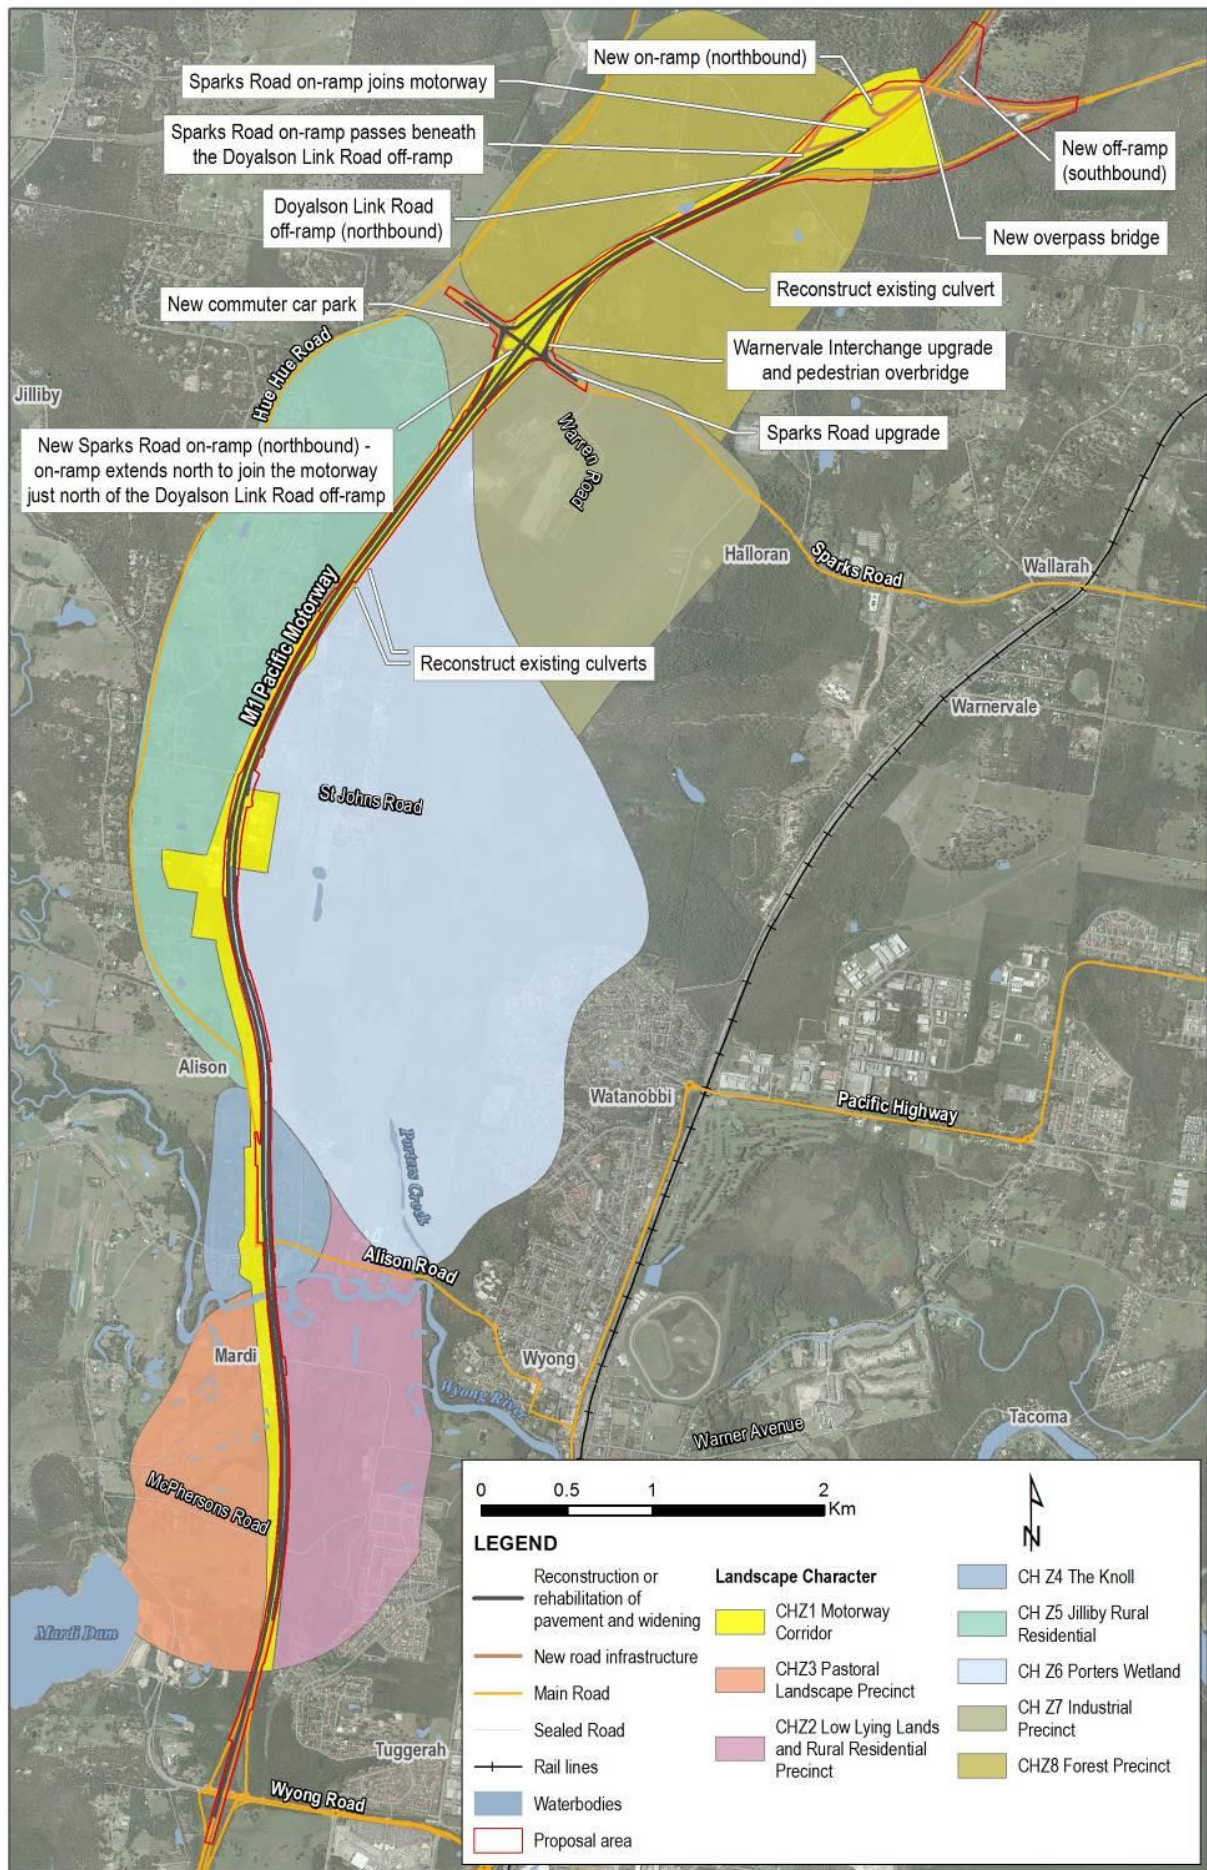 New on-ramp (northbound)
Sparks Road on-ramp joins motorway
Sparks Road on-ramp passes beneath
the Doyalson Link Road off-ramp
New off-ramp
(southbound)
Doyalson Link Road
off-ramp (northbound)
New overpass bridge
Reconstruct existing culvert
New commuter car park
Warnervale Interchange upgrade
and pedestrian overbridge
Hue Hue Road
Jilliby
Sparks Road upgrade
New Sparks Road on-ramp (northbound) -
on-ramp extends north to join the motorway
just north of the Doyalson Link Road off-ramp
Warren Road
Halloran
Sparks Road
Wallarah
M1 Pacific Motorway
Reconstruct existing culverts
Warnervale
St Johns Road
Alison
Watanobbi
Pacific Highway
Porters Creek
Alison Road
Mardi
Wyong
Wyong River
Tacoma
Warner Avenue
McPhersons Road
Mardi Dam
Tuggerah
Wyong Road
0 0.5 1 2
Km
N
LEGEND
Reconstruction or
rehabilitation of
pavement and widening
New road infrastructure
Main Road
Sealed Road
Rail lines
Waterbodies
Proposal area
Landscape Character
CHZ1 Motorway
Corridor
CHZ3 Pastoral
Landscape Precinct
CHZ2 Low Lying Lands
and Rural Residential
Precinct
CH Z4 The Knoll
CH Z5 Jilliby Rural
Residential
CH Z6 Porters Wetland
CH Z7 Industrial
Precinct
CHZ8 Forest Precinct